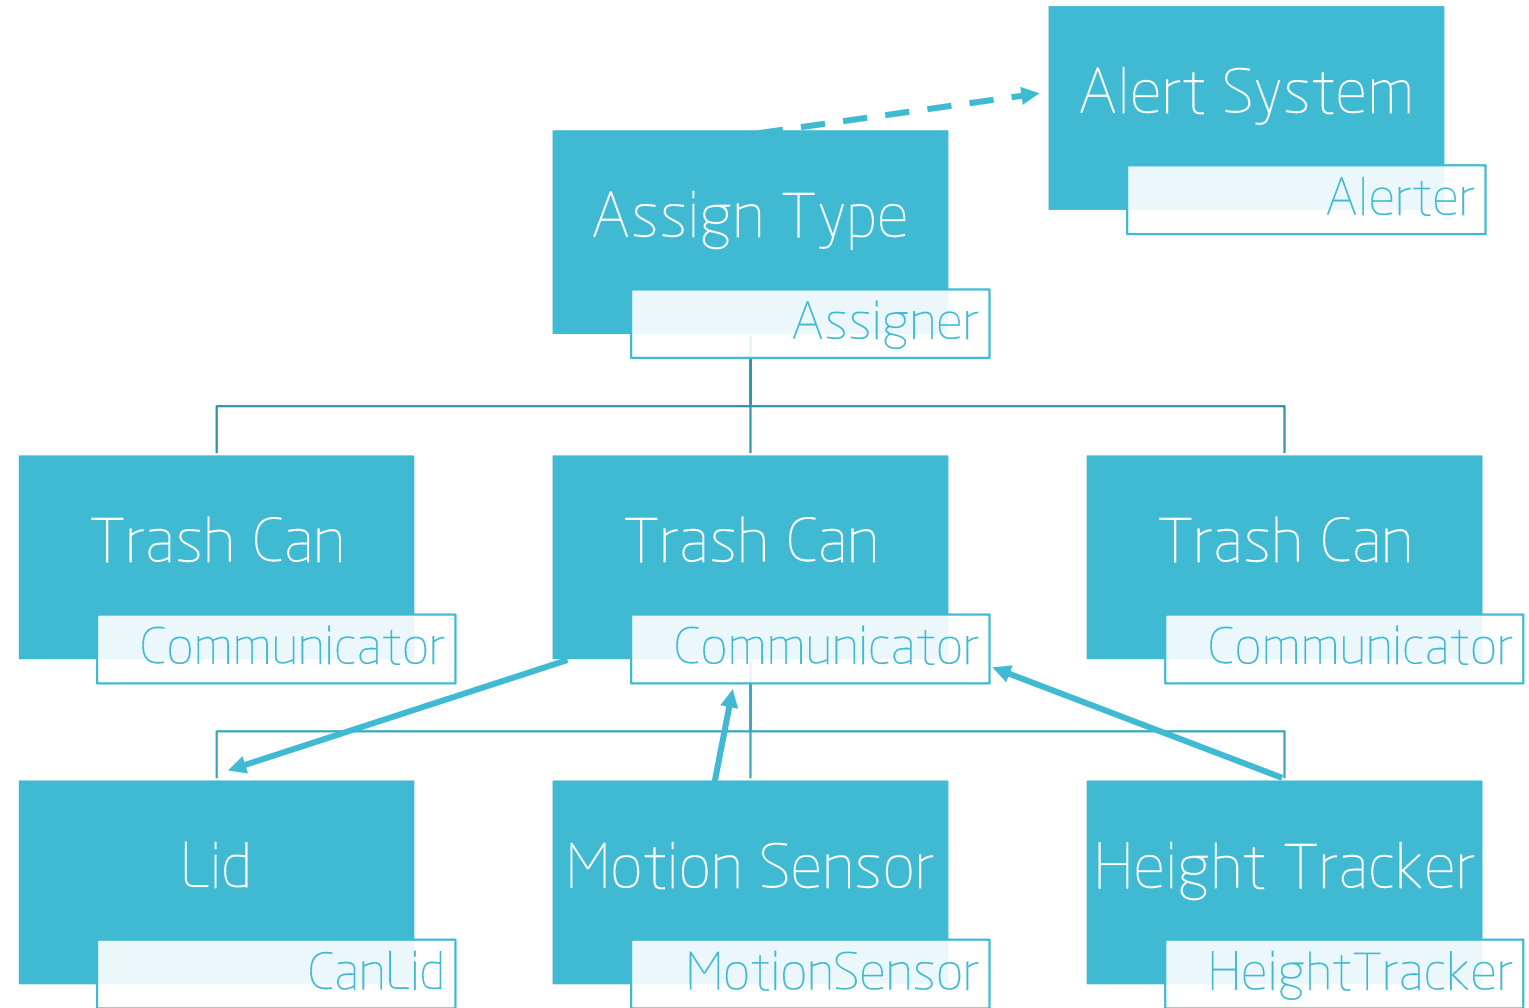 Alert System
Alerter
Assign Type
Assigner
Trash Can
Communicator
Trash Can
Communicator
Trash Can
Communicator
Lid
CanLid
Motion Sensor
MotionSensor
Height Tracker
HeightTracker